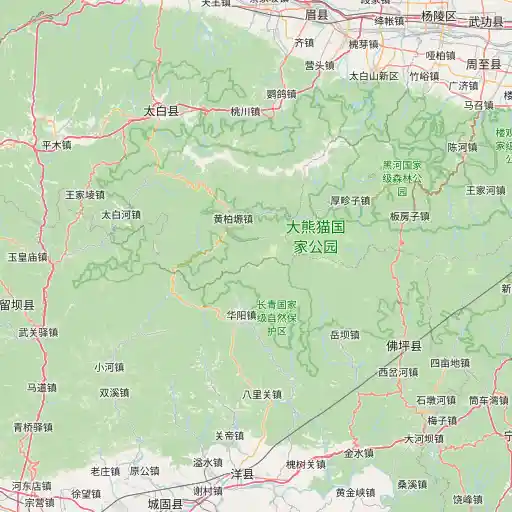 天王镇
眉县
绛帐镇
杨陵区
武功县
齐镇
槐芽镇
哑柏镇
营头镇
周至县
太白山新区
竹峪镇
广济镇
鹦鸽镇
马召镇
太白县
桃川镇
平木镇
陈河镇
黑河国家
级森林公
园
王家堎镇
王家河镇
厚畛子镇
太白河镇
黄柏塬镇
板房子镇
大熊猫国
家公园
玉皇庙镇
留坝县
长青国家
级自然保
护区
华阳镇
武关驿镇
岳坝镇
佛坪县
小河镇
西岔河镇
四亩地镇
马道镇
双溪镇
八里关镇
石墩河镇
筒车湾镇
梅子镇
青桥驿镇
关帝镇
大河坝镇
金水镇
老庄镇
原公镇
溢水镇
洋县
槐树关镇
河东店镇
宗营镇
徐望镇
谢村镇
城固县
黄金峡镇
桑溪镇
饶峰镇